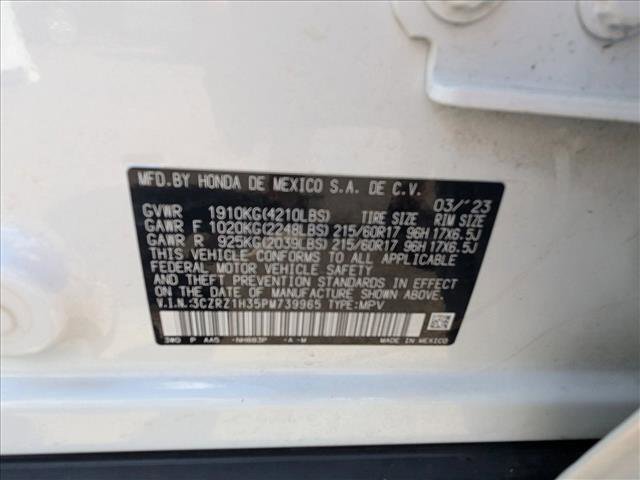 MFD.BY HONDA DE MEXICO S.A. DE C.V.
03/'23
GVWR 1910KG(4210LBS) TIRE SIZE RIM SIZE
GAWR F 1020KG(2248LBS) 215/60R17 96H 17X6.5J
GAWR R 925KG(2039LBS) 215/60R17 96H 17X6.5J
THIS VEHICLE CONFORMS TO ALL APPLICABLE
FEDERAL MOTOR VEHICLE SAFETY
AND THEFT PREVENTION STANDARDS IN EFFECT
ON THE DATE OF MANUFACTURE SHOWN ABOVE.
V.I.N.:3CZRZ1H35PM739965 TYPE:MPV
3W0 P AA5 -NH883P -A -M MADE IN MEXICO